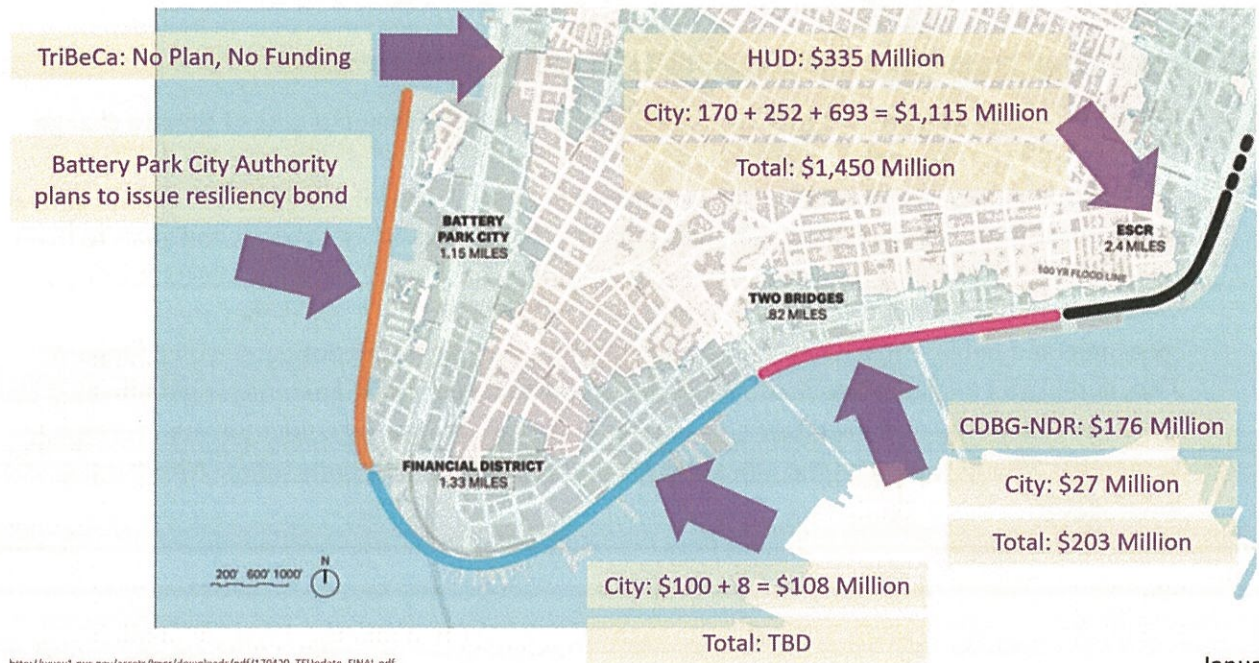 TriBeCa: No Plan, No Funding
HUD: $335 Million
City: 170 + 252 + 693 = $1,115 Million
Total: $1,450 Million
Battery Park City Authority
plans to issue resiliency bond
BATTERY
PARK CITY
1.15 MILES
ESCR
2.4 MILES
100 YR FLOOD LINE
TWO BRIDGES
.82 MILES
FINANCIAL DISTRICT
1.33 MILES
CDBG-NDR: $176 Million
City: $27 Million
Total: $203 Million
N
200' 600' 1000'
City: $100 + 8 = $108 Million
Total: TBD